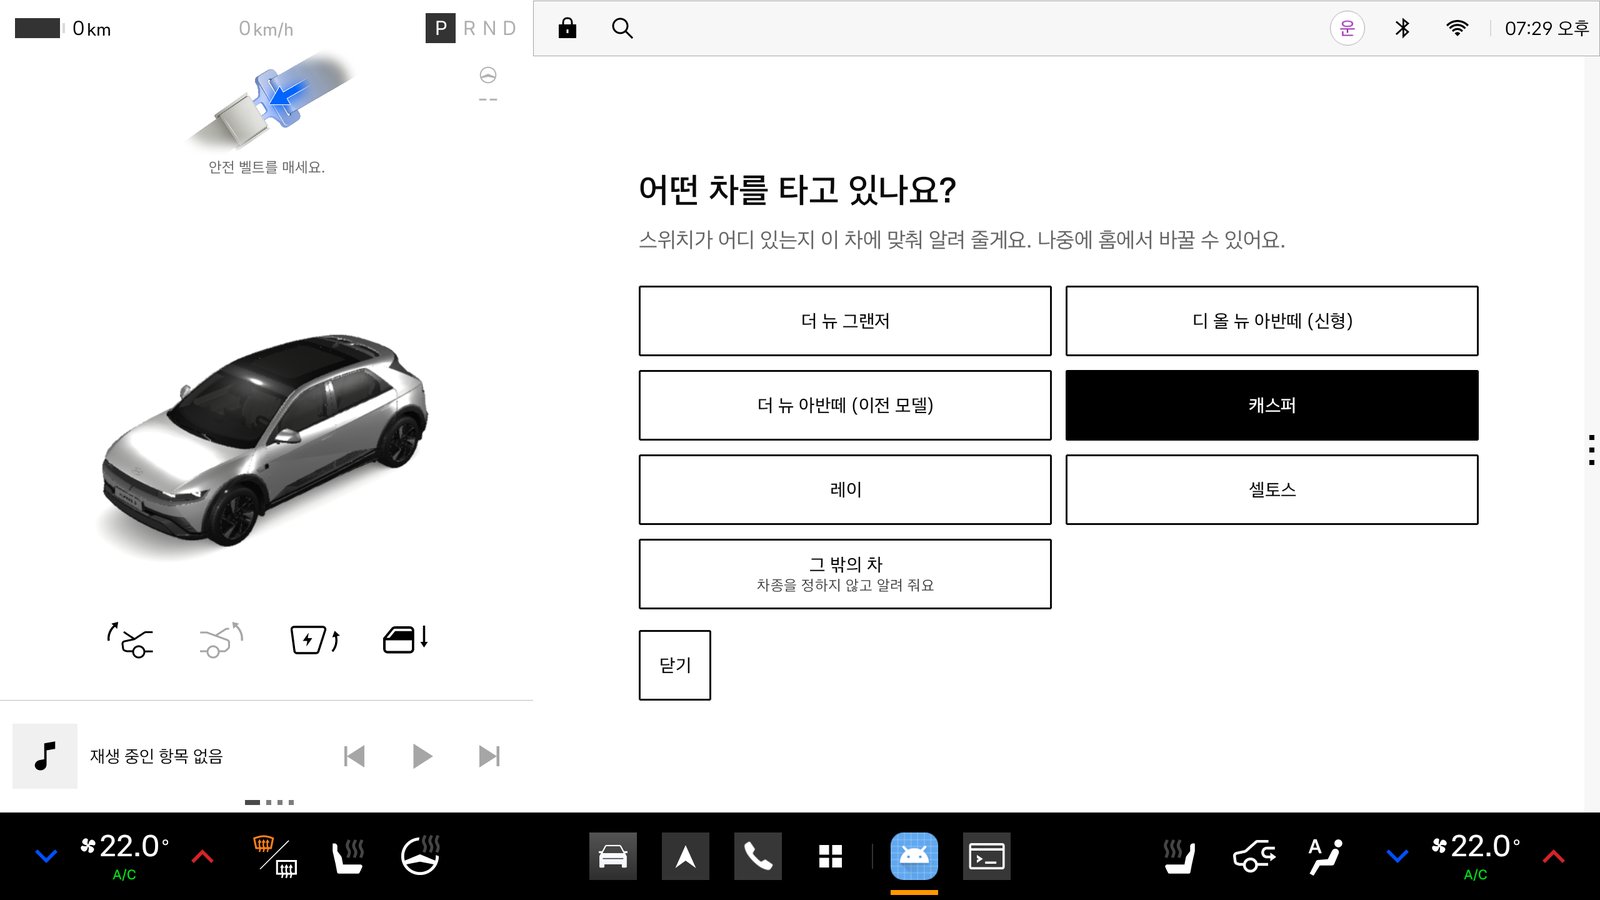 0 km
0 km/h
P R N D
--
안전 벨트를 매세요.
운
07:29 오후
어떤 차를 타고 있나요?
스위치가 어디 있는지 이 차에 맞춰 알려 줄게요. 나중에 홈에서 바꿀 수 있어요.
더 뉴 그랜저
디 올 뉴 아반떼 (신형)
더 뉴 아반떼 (이전 모델)
캐스퍼
레이
셀토스
그 밖의 차
차종을 정하지 않고 알려 줘요
닫기
재생 중인 항목 없음
22.0°
A/C
A
22.0°
A/C